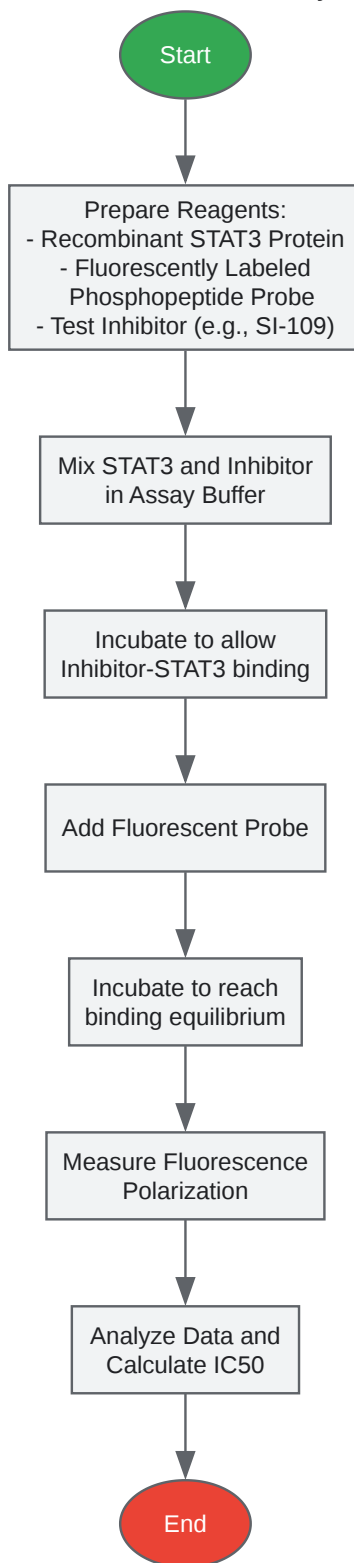 Start
Prepare Reagents:
- Recombinant STAT3 Protein
- Fluorescently Labeled
Phosphopeptide Probe
- Test Inhibitor (e.g., SI-109)
Mix STAT3 and Inhibitor
in Assay Buffer
Incubate to allow
Inhibitor-STAT3 binding
Add Fluorescent Probe
Incubate to reach
binding equilibrium
Measure Fluorescence
Polarization
Analyze Data and
Calculate IC50
End